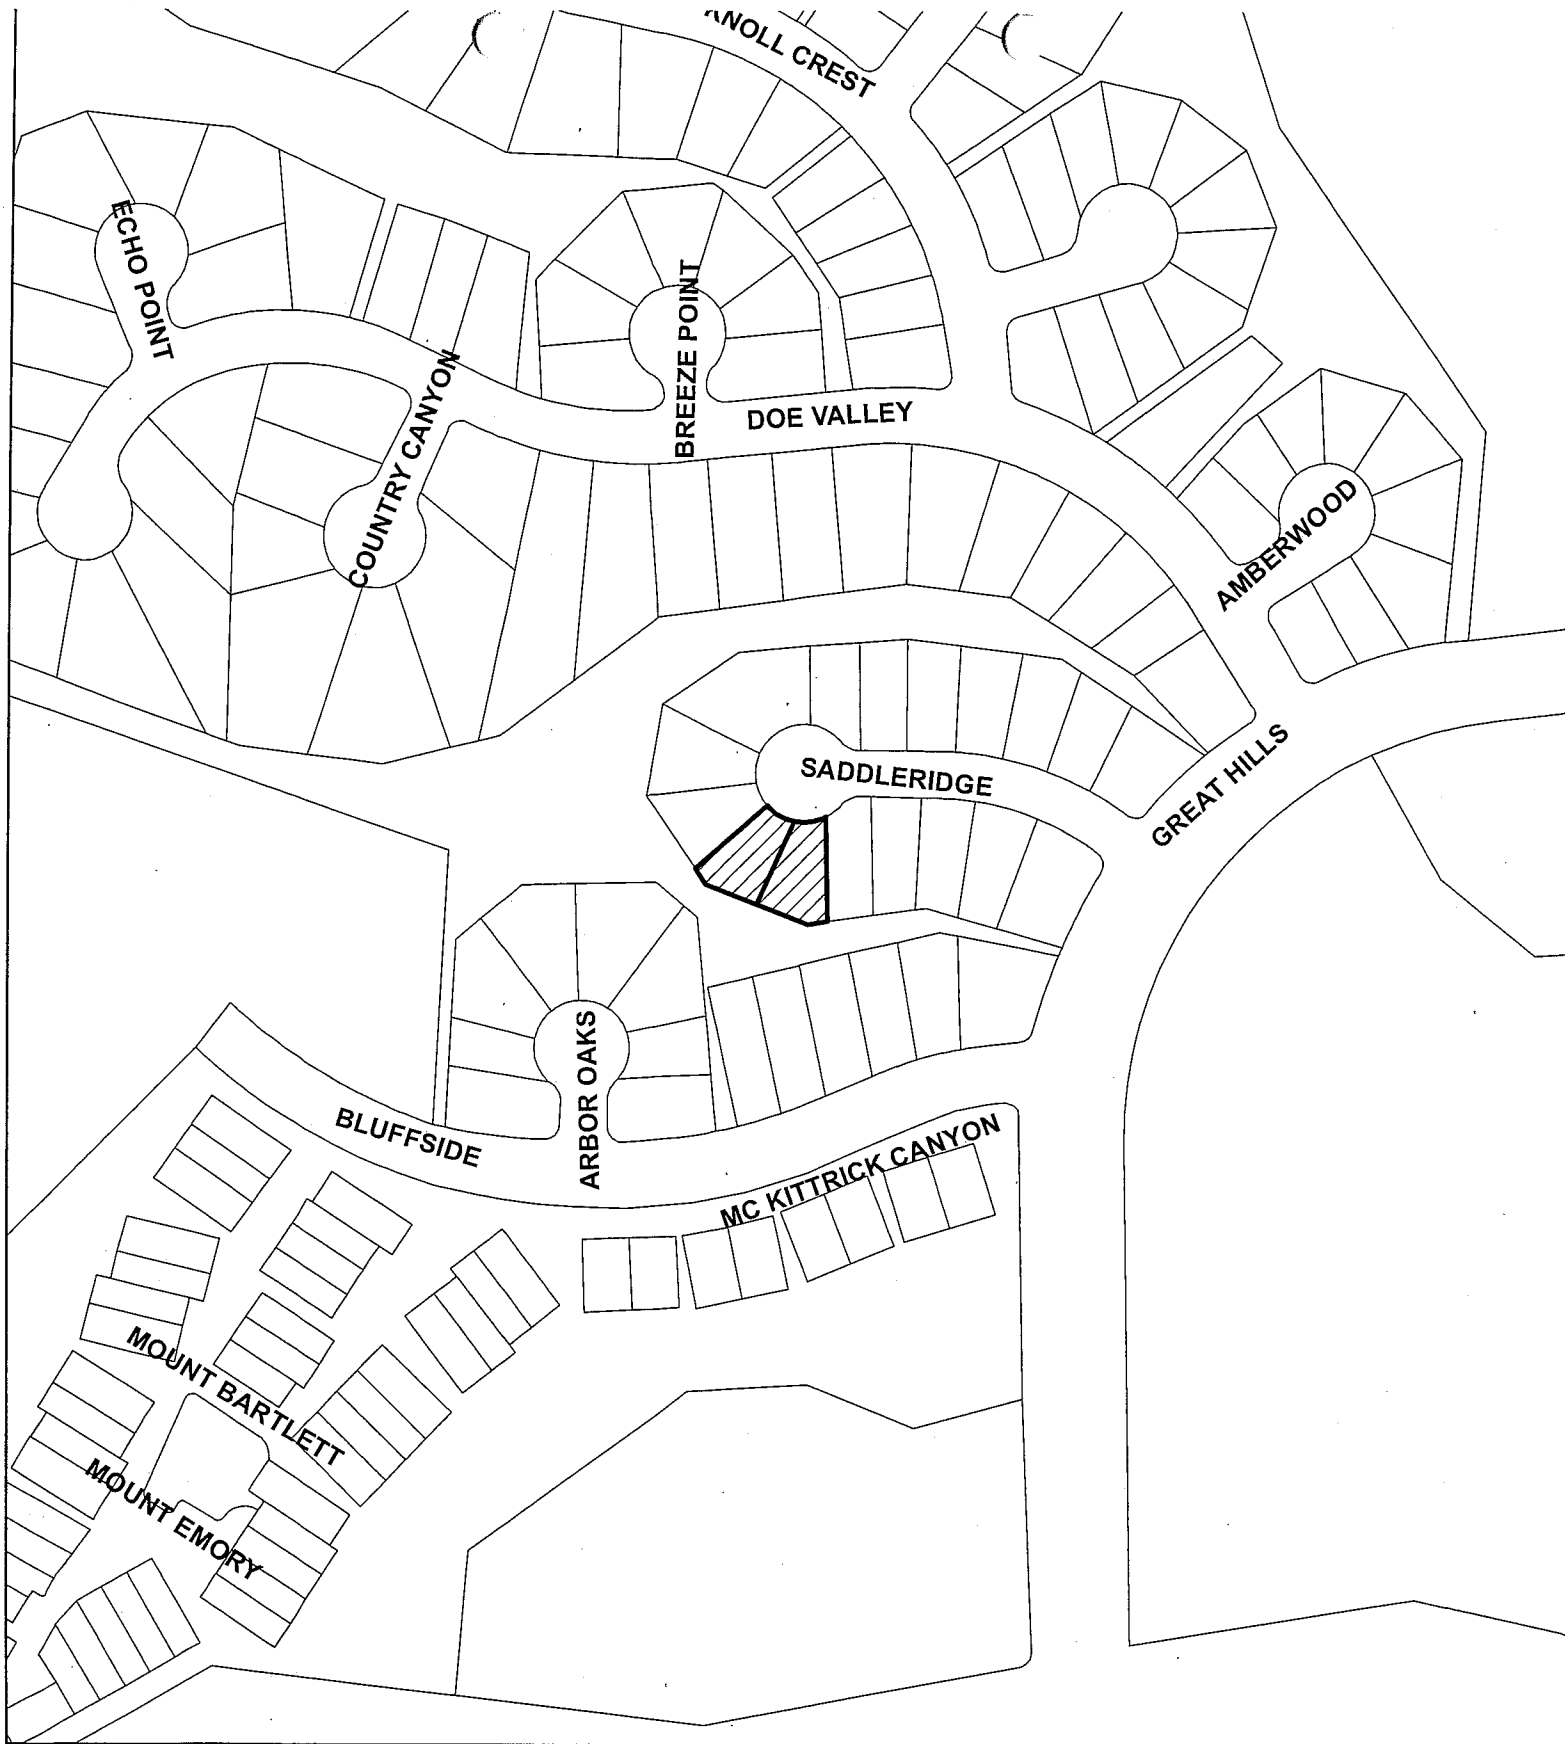 KNOLL CREST
ECHO POINT
BREEZE POINT
COUNTRY CANYON
DOE VALLEY
AMBERWOOD
SADDLERIDGE
GREAT HILLS
ARBOR OAKS
BLUFFSIDE
MC KITTRICK CANYON
MOUNT BARTLETT
MOUNT EMORY